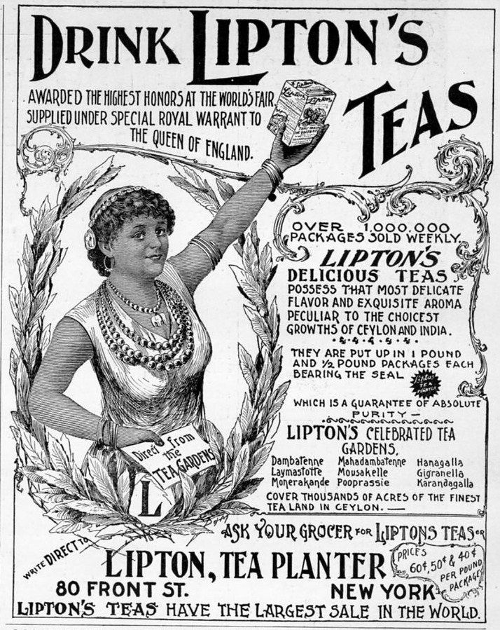 DRINK LIPTON'S
TEAS
AWARDED THE HIGHEST HONORS AT THE WORLD'S FAIR
SUPPLIED UNDER SPECIAL ROYAL WARRANT TO
THE QUEEN OF ENGLAND.
OVER 1,000,000
PACKAGES SOLD WEEKLY.
LIPTON'S
DELICIOUS TEAS
POSSESS THAT MOST DELICATE
FLAVOR AND EXQUISITE AROMA
PECULIAR TO THE CHOICEST
GROWTHS OF CEYLON AND INDIA.
THEY ARE PUT UP IN 1 POUND
AND ½ POUND PACKAGES EACH
BEARING THE SEAL
WHICH IS A GUARANTEE OF ABSOLUTE
PURITY —
LIPTON'S CELEBRATED TEA
GARDENS,
Dambatenne Mahadambatenne Hanagalla
Laymastotte Mousakelle Gigranella
Monerakande Pooprassie Karandagalla
COVER THOUSANDS OF ACRES OF THE FINEST
TEA LAND IN CEYLON. —
Direct from
the
TEA GARDENS
L
ASK YOUR GROCER FOR LIPTONS TEAS OR
WRITE DIRECT TO
LIPTON, TEA PLANTER
80 FRONT ST. NEW YORK
PRICES
60¢, 50¢ & 40¢
PER POUND
PACKAGE
LIPTON'S TEAS HAVE THE LARGEST SALE IN THE WORLD.